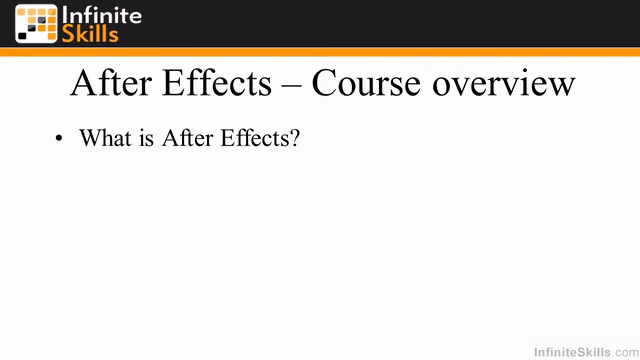 Infinite
Skills
After Effects – Course overview
• What is After Effects?
InfiniteSkills.com